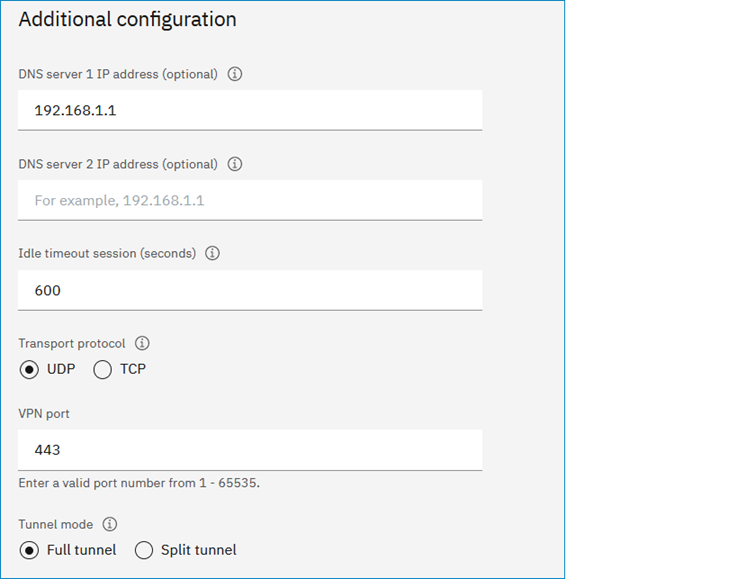 Additional configuration
DNS server 1 IP address (optional)
192.168.1.1
DNS server 2 IP address (optional)
For example, 192.168.1.1
Idle timeout session (seconds)
600
Transport protocol
UDP TCP
VPN port
443
Enter a valid port number from 1 - 65535.
Tunnel mode
Full tunnel Split tunnel